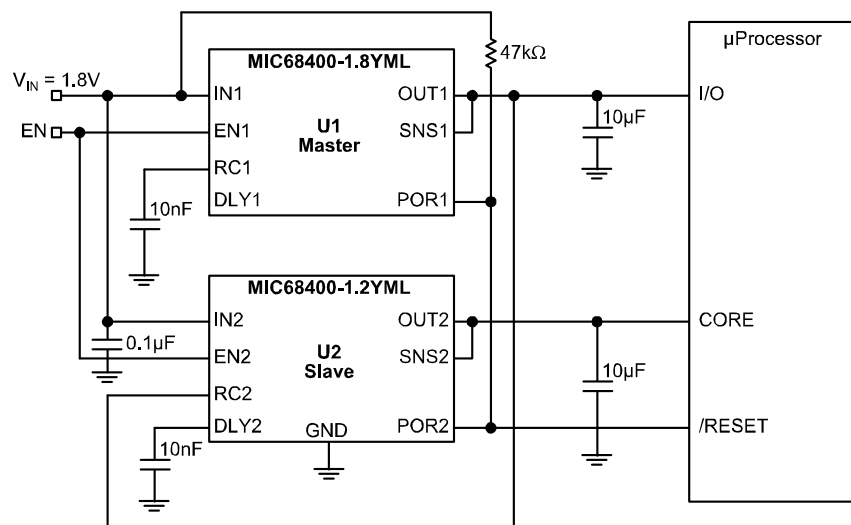 MIC68400-1.8YML
47kΩ
µProcessor
VIN = 1.8V
IN1
OUT1
I/O
EN
EN1
U1
Master
SNS1
10µF
RC1
10nF
DLY1
POR1
MIC68400-1.2YML
IN2
OUT2
CORE
0.1µF
EN2
U2
Slave
SNS2
10µF
RC2
DLY2
GND
POR2
/RESET
10nF